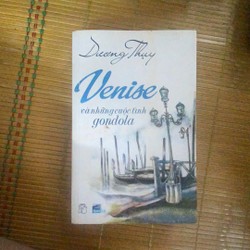 Dương Thụy
Venise
và những cuộc tình
gondola